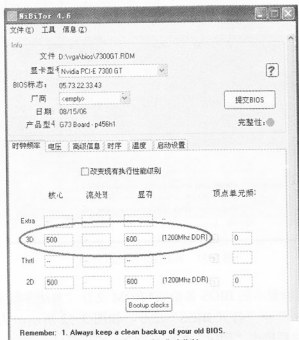 NiBiTor 4.6
文件(F) 工具 信息(I)
Info
文件 D:\vga\bios\7300GT.ROM
显卡型号 Nvidia PCI-E 7300 GT
?
BIOS标志: 05.73.22.33.43
厂商 <empty>
提交BIOS
日期 08/15/06
产品型号 G73 Board - p456h1
完整性:
时钟频率 电压 高级信息 时序 温度 启动设置
改变现有执行性能级别
核心 流处理 显存 顶点单元频:
Extra
3D 500 600 (1200Mhz DDR) 0
Thrtl
2D 500 600 (1200Mhz DDR) 0
Bootup clocks
Remember: 1. Always keep a clean backup of your old BIOS.